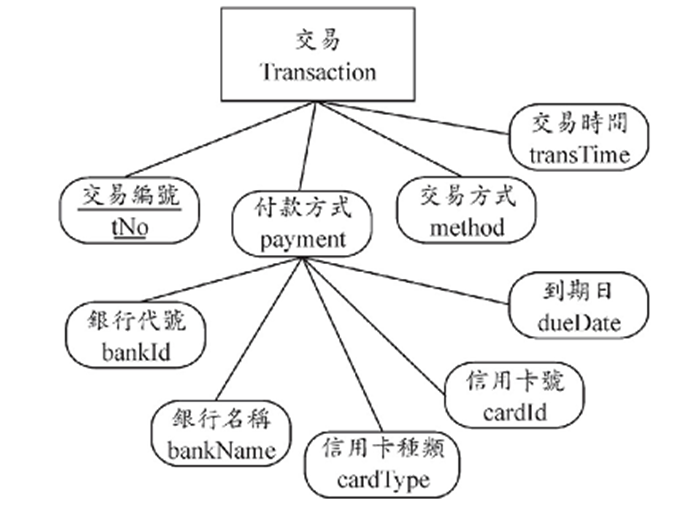 交易
Transaction
交易時間
transTime
交易編號
tNo
付款方式
payment
交易方式
method
銀行代號
bankId
到期日
dueDate
銀行名稱
bankName
信用卡種類
cardType
信用卡號
cardId